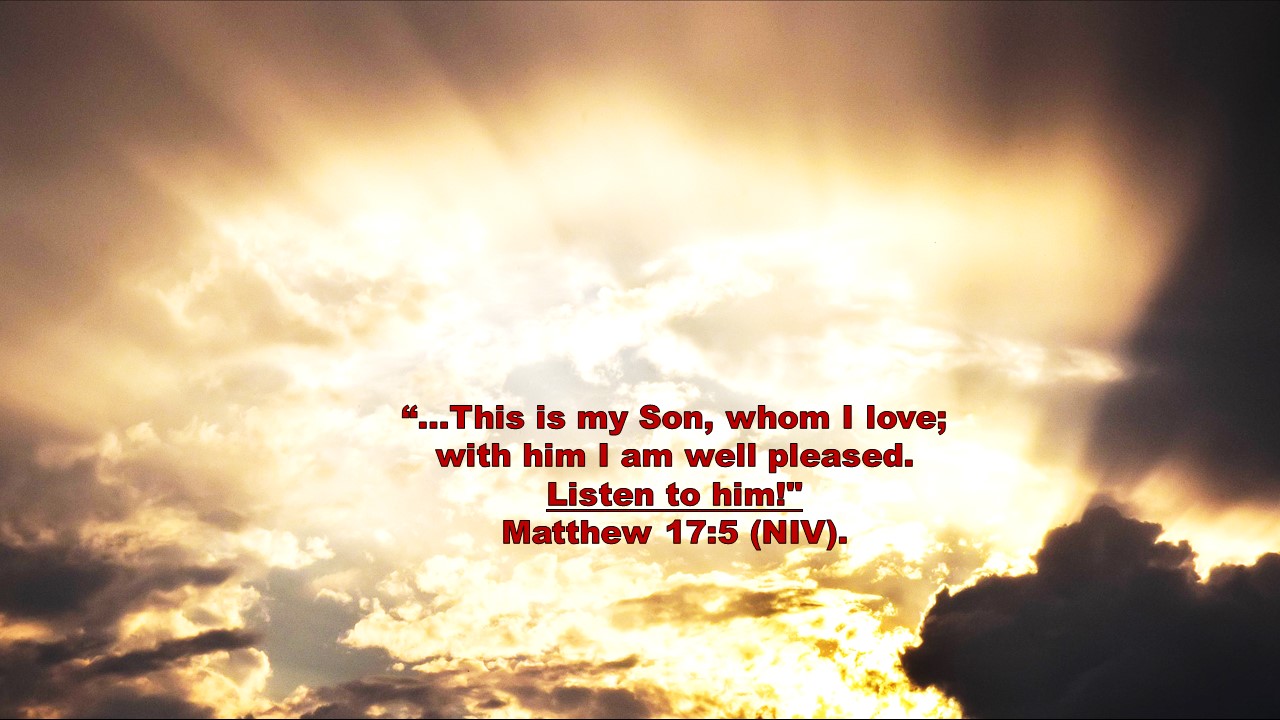 “...This is my Son, whom I love;
with him I am well pleased.
Listen to him!"
Matthew 17:5 (NIV).